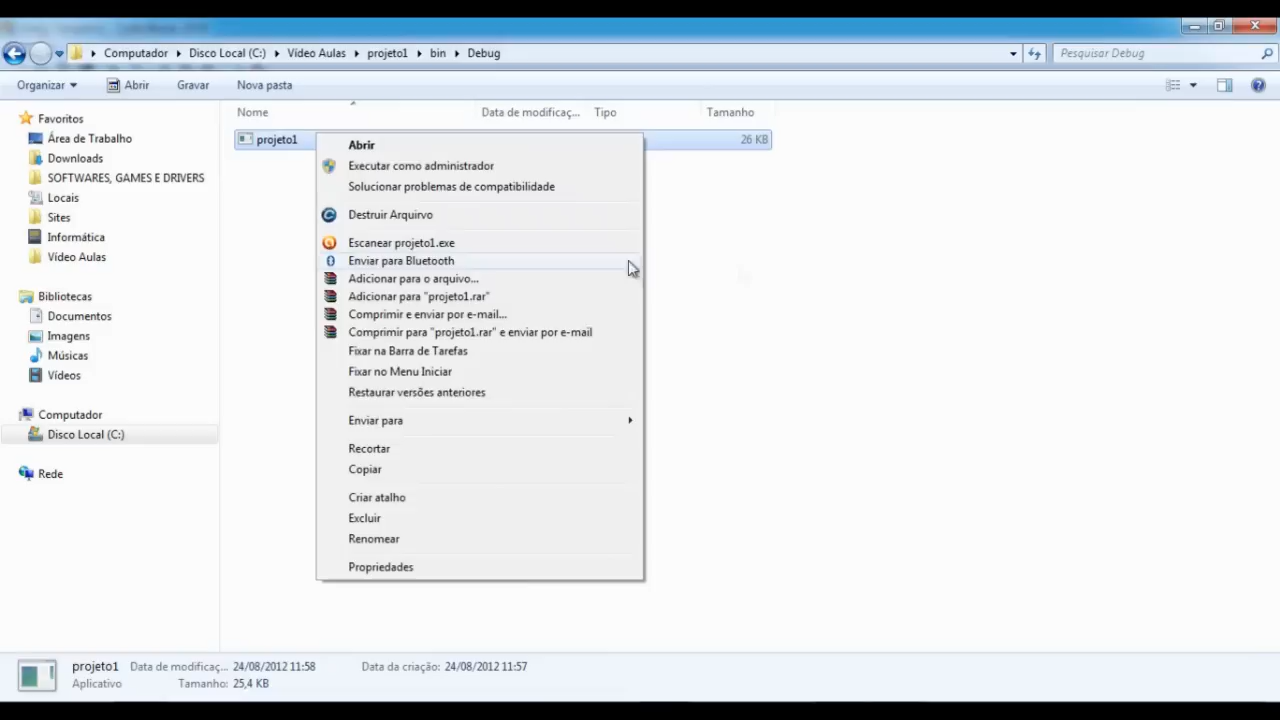 Computador Disco Local (C:) Vídeo Aulas projeto1 bin Debug
Pesquisar Debug
Organizar Abrir Gravar Nova pasta
Nome Data de modificaç... Tipo Tamanho
projeto1 26 KB
Favoritos
Área de Trabalho
Downloads
SOFTWARES, GAMES E DRIVERS
Locais
Sites
Informática
Vídeo Aulas
Bibliotecas
Documentos
Imagens
Músicas
Vídeos
Computador
Disco Local (C:)
Rede
Abrir
Executar como administrador
Solucionar problemas de compatibilidade
Destruir Arquirvo
Escanear projeto1.exe
Enviar para Bluetooth
Adicionar para o arquivo...
Adicionar para "projeto1.rar"
Comprimir e enviar por e-mail...
Comprimir para "projeto1.rar" e enviar por e-mail
Fixar na Barra de Tarefas
Fixar no Menu Iniciar
Restaurar versões anteriores
Enviar para
Recortar
Copiar
Criar atalho
Excluir
Renomear
Propriedades
projeto1 Data de modificaç... 24/08/2012 11:58 Data da criação: 24/08/2012 11:57
Aplicativo Tamanho: 25,4 KB